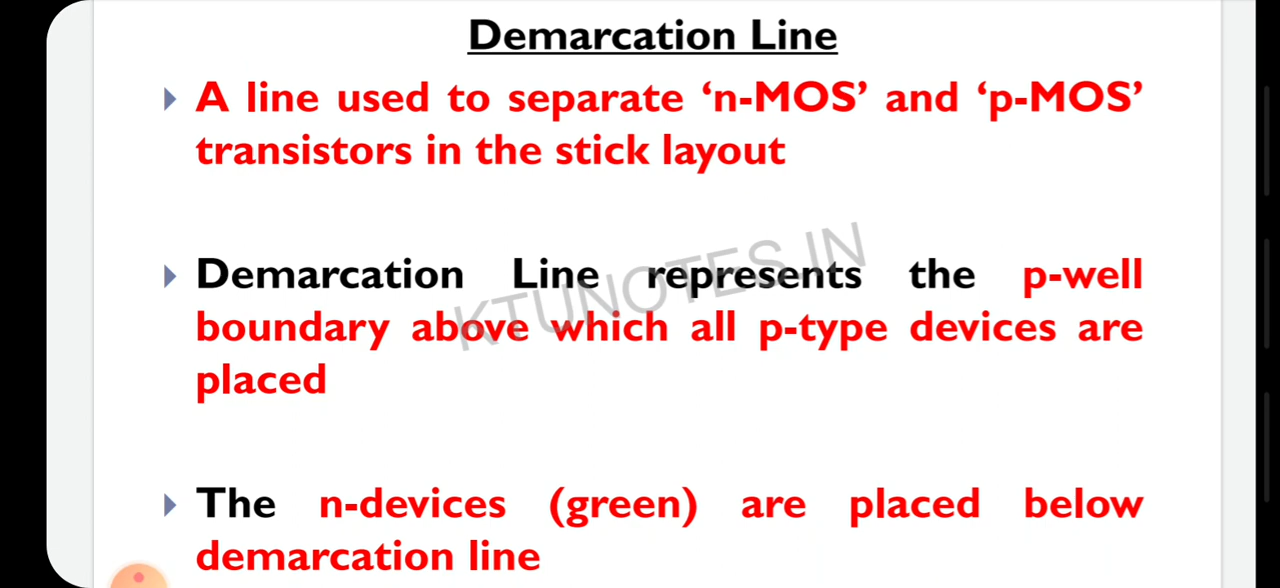 Demarcation Line
A line used to separate ‘n-MOS’ and ‘p-MOS’
transistors in the stick layout
Demarcation Line represents the p-well
boundary above which all p-type devices are
placed
KTUNOTES.IN
The n-devices (green) are placed below
demarcation line